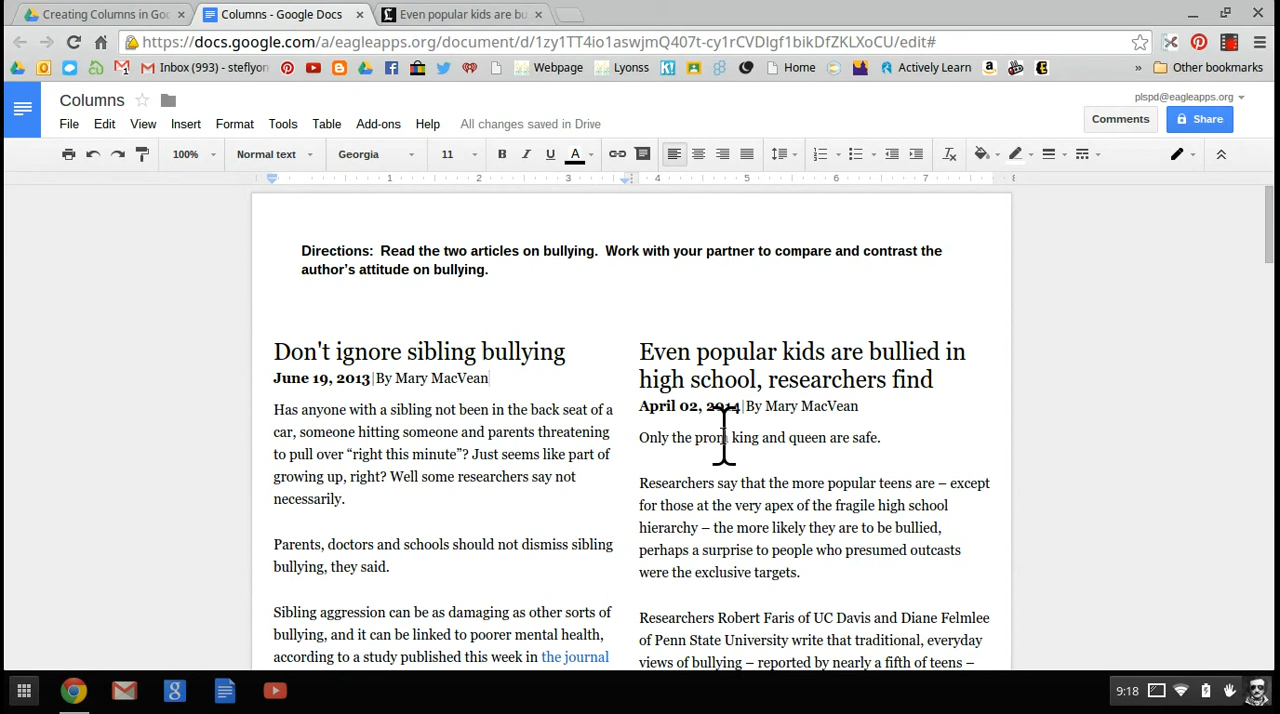 Creating Columns in Goo
Columns - Google Docs
Even popular kids are bu
https://docs.google.com/a/eagleapps.org/document/d/1zy1TT4io1aswjmQ407t-cy1rCVDIgf1bikDfZKLXoCU/edit#
Inbox (993) - steflyon
Webpage
Lyonss
Home
Actively Learn
»
Other bookmarks
Columns
plspd@eagleapps.org
File Edit View Insert Format Tools Table Add-ons Help All changes saved in Drive
Comments
Share
100% Normal text Georgia 11 B I U A
1 2 3 4 5 6 7 8
Directions: Read the two articles on bullying. Work with your partner to compare and contrast the
author's attitude on bullying.
Don't ignore sibling bullying
June 19, 2013|By Mary MacVean
Has anyone with a sibling not been in the back seat of a
car, someone hitting someone and parents threatening
to pull over “right this minute”? Just seems like part of
growing up, right? Well some researchers say not
necessarily.
Parents, doctors and schools should not dismiss sibling
bullying, they said.
Sibling aggression can be as damaging as other sorts of
bullying, and it can be linked to poorer mental health,
according to a study published this week in the journal
Even popular kids are bullied in
high school, researchers find
April 02, 2014|By Mary MacVean
Only the prom king and queen are safe.
Researchers say that the more popular teens are – except
for those at the very apex of the fragile high school
hierarchy – the more likely they are to be bullied,
perhaps a surprise to people who presumed outcasts
were the exclusive targets.
Researchers Robert Faris of UC Davis and Diane Felmlee
of Penn State University write that traditional, everyday
views of bullying – reported by nearly a fifth of teens –
9:18